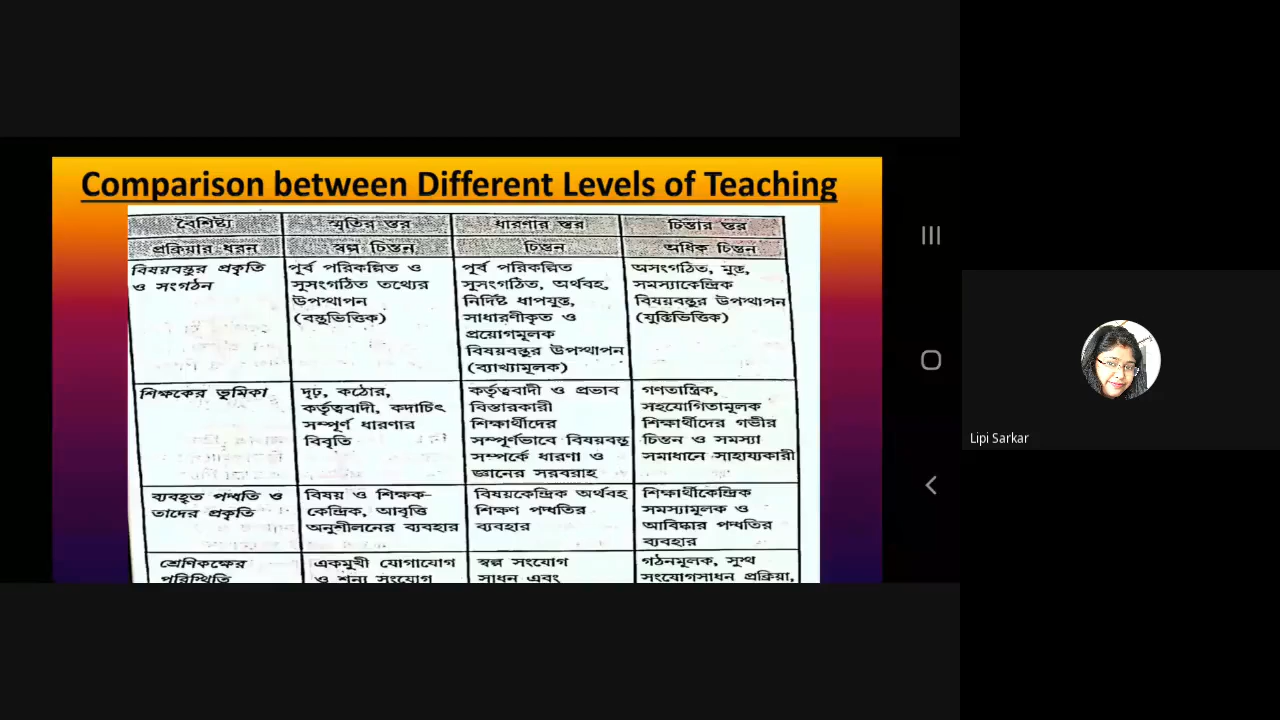 Comparison between Different Levels of Teaching
বৈশিষ্ট্য স্মৃতির স্তর ধারণার স্তর চিন্তার স্তর
প্রক্রিয়ার ধরন স্বল্প চিন্তন চিন্তন অধিক চিন্তন
বিষয়বস্তুর প্রকৃতি
ও সংগঠন
পূর্ব পরিকল্পিত ও
সুসংগঠিত তথ্যের
উপস্থাপন
(বস্তুভিত্তিক)
পূর্ব পরিকল্পিত
সুসংগঠিত, অর্থবহ,
নির্দিষ্ট ধাপযুক্ত,
সাধারণীকৃত ও
প্রয়োগমূলক
বিষয়বস্তুর উপস্থাপন
(ব্যাখ্যামূলক)
অসংগঠিত, মুক্ত,
সমস্যাকেন্দ্রিক
বিষয়বস্তুর উপস্থাপন
(যুক্তিভিত্তিক)
শিক্ষকের ভূমিকা
দৃঢ়, কঠোর,
কর্তৃত্ববাদী, কদাচিৎ
সম্পূর্ণ ধারণার
বিবৃতি
কর্তৃত্ববাদী ও প্রভাব
বিস্তারকারী
শিক্ষার্থীদের
সম্পূর্ণভাবে বিষয়বস্তু
সম্পর্কে ধারণা ও
জ্ঞানের সরবরাহ
গণতান্ত্রিক,
সহযোগিতামূলক
শিক্ষার্থীদের গভীর
চিন্তন ও সমস্যা
সমাধানে সাহায্যকারী
ব্যবহৃত পদ্ধতি ও
তাদের প্রকৃতি
বিষয় ও শিক্ষক-
কেন্দ্রিক, আবৃত্তি
অনুশীলনের ব্যবহার
বিষয়কেন্দ্রিক অর্থবহ
শিক্ষণ পদ্ধতির
ব্যবহার
শিক্ষার্থীকেন্দ্রিক
সমস্যামূলক ও
আবিষ্কার পদ্ধতির
ব্যবহার
শ্রেণিকক্ষের
পরিস্থিতি
একমুখী যোগাযোগ
ও শূন্য সংযোগ
স্বল্প সংযোগ
সাধন এবং
গঠনমূলক, সুস্থ
সংযোগসাধন প্রক্রিয়া,
Lipi Sarkar